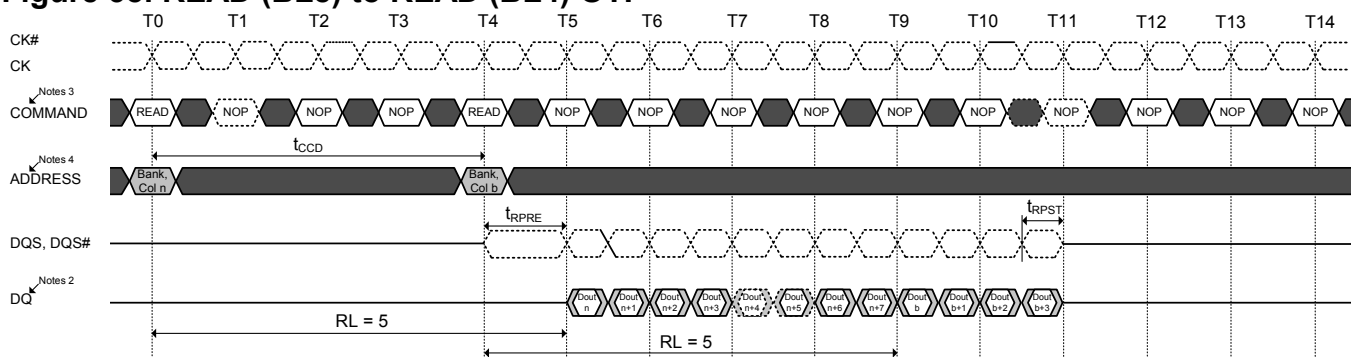 Figure 33. READ (BL8) to READ (BL4) OTF
T0 T1 T2 T3 T4 T5 T6 T7 T8 T9 T10 T11 T12 T13 T14
CK#
CK
Notes 3
COMMAND READ NOP NOP NOP READ NOP NOP NOP NOP NOP NOP NOP NOP NOP NOP
tCCD
Notes 4
ADDRESS Bank, Col n Bank, Col b
tRPRE tRPST
DQS, DQS#
Notes 2
DQ Dout n Dout n+1 Dout n+2 Dout n+3 Dout n+4 Dout n+5 Dout n+6 Dout n+7 Dout b Dout b+1 Dout b+2 Dout b+3
RL = 5
RL = 5